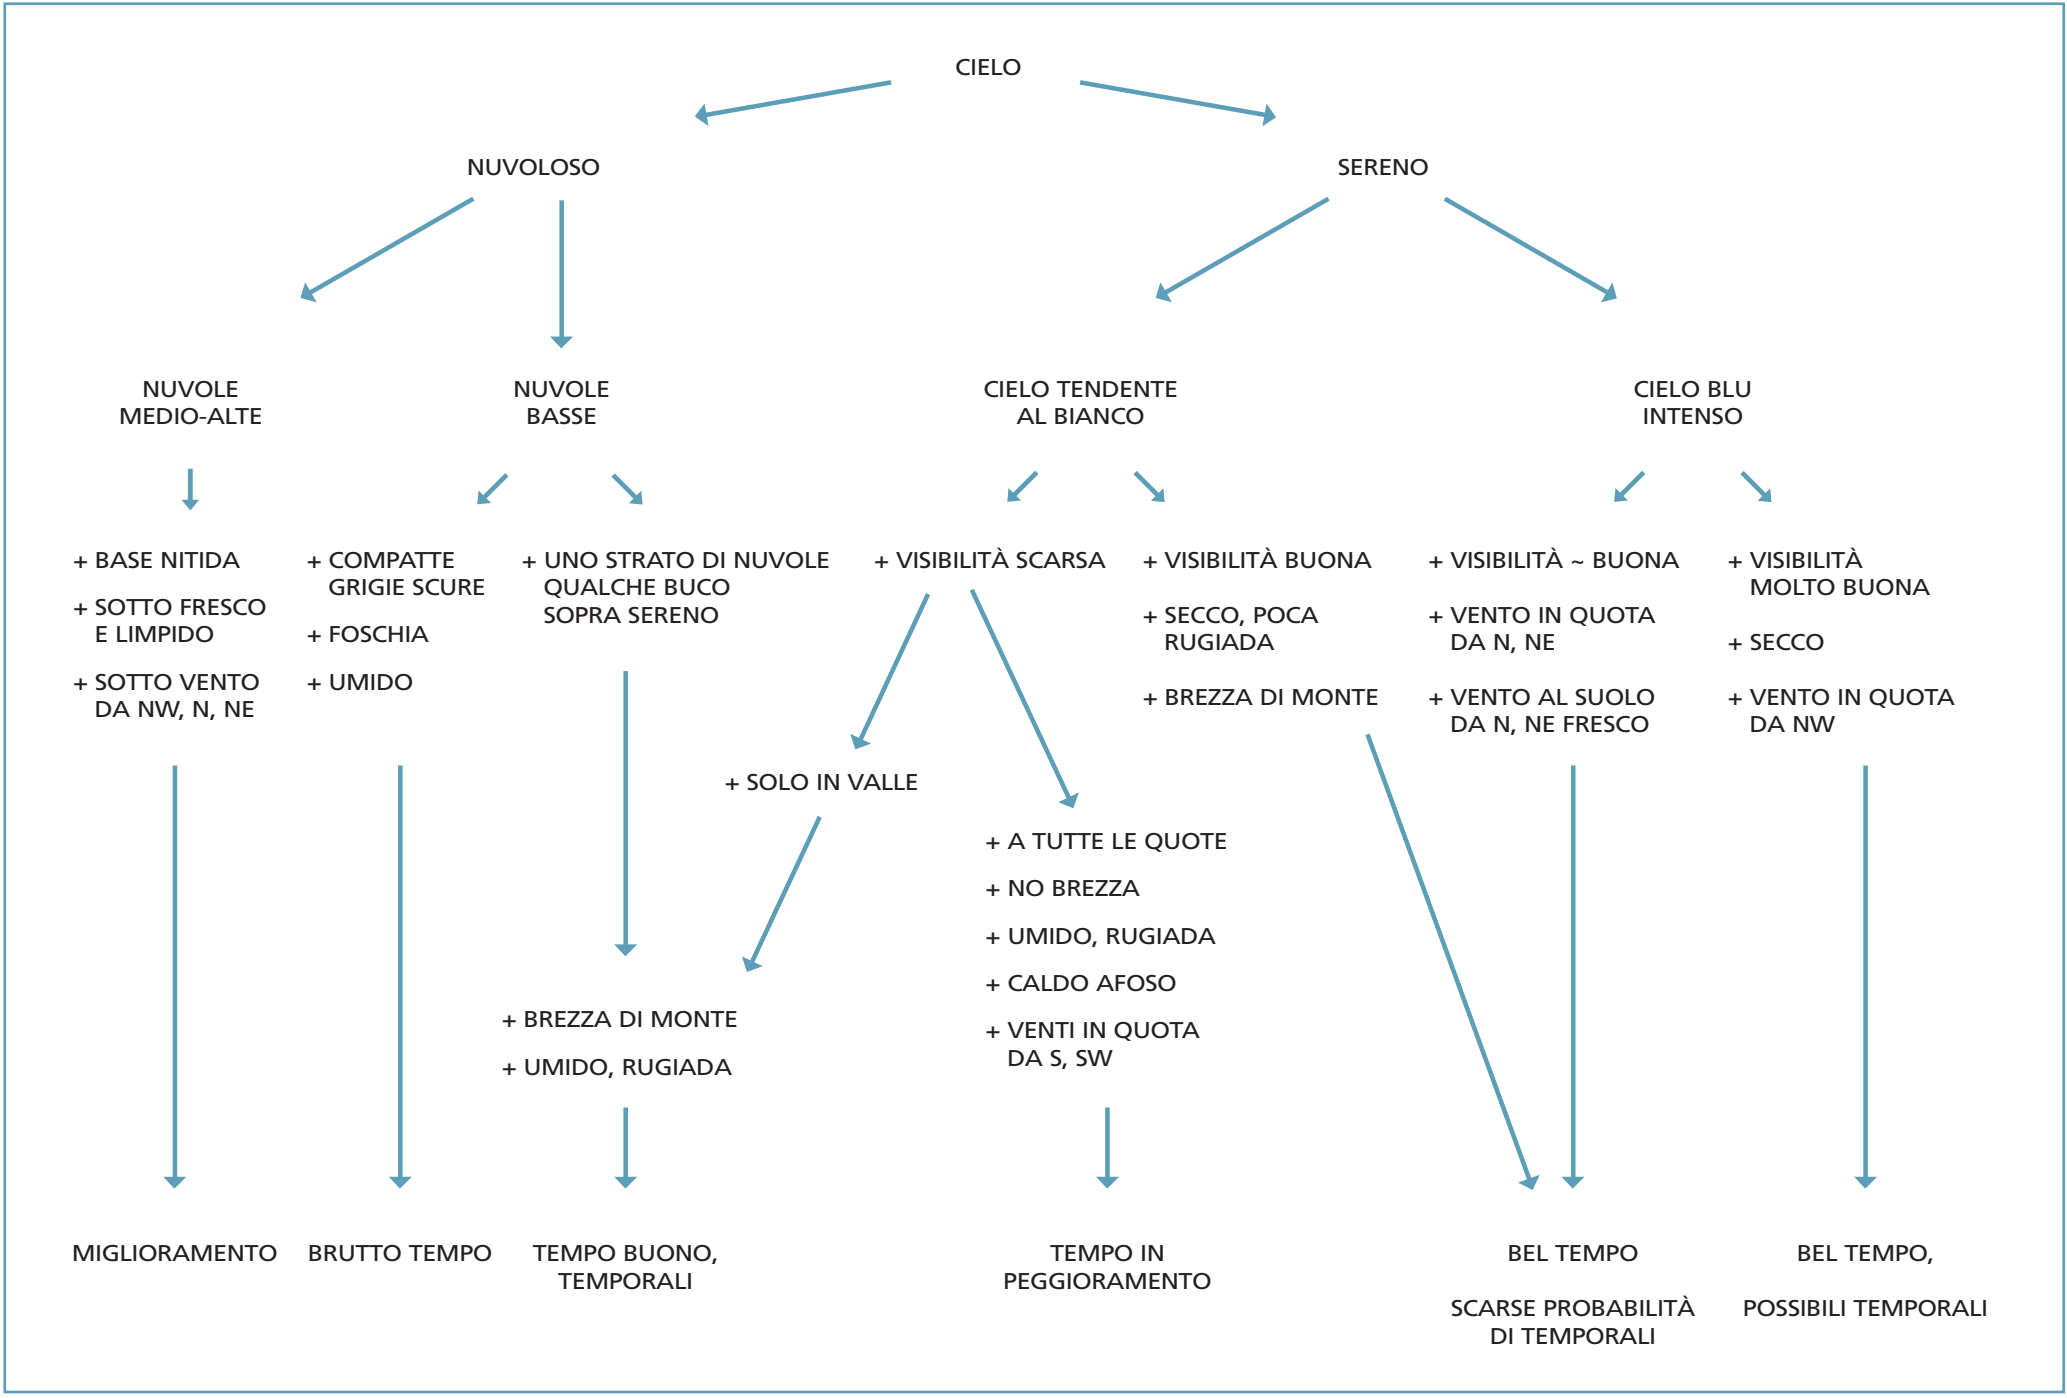 CIELO
NUVOLOSO
SERENO
NUVOLE
MEDIO-ALTE
NUVOLE
BASSE
CIELO TENDENTE
AL BIANCO
CIELO BLU
INTENSO
+ BASE NITIDA
+ SOTTO FRESCO
E LIMPIDO
+ SOTTO VENTO
DA NW, N, NE
+ COMPATTE
GRIGIE SCURE
+ FOSCHIA
+ UMIDO
+ UNO STRATO DI NUVOLE
QUALCHE BUCO
SOPRA SERENO
+ VISIBILITÀ SCARSA
+ VISIBILITÀ BUONA
+ SECCO, POCA
RUGIADA
+ BREZZA DI MONTE
+ VISIBILITÀ ~ BUONA
+ VENTO IN QUOTA
DA N, NE
+ VENTO AL SUOLO
DA N, NE FRESCO
+ VISIBILITÀ
MOLTO BUONA
+ SECCO
+ VENTO IN QUOTA
DA NW
+ SOLO IN VALLE
+ A TUTTE LE QUOTE
+ NO BREZZA
+ UMIDO, RUGIADA
+ CALDO AFOSO
+ VENTI IN QUOTA
DA S, SW
+ BREZZA DI MONTE
+ UMIDO, RUGIADA
MIGLIORAMENTO
BRUTTO TEMPO
TEMPO BUONO,
TEMPORALI
TEMPO IN
PEGGIORAMENTO
BEL TEMPO
SCARSE PROBABILITÀ
DI TEMPORALI
BEL TEMPO,
POSSIBILI TEMPORALI